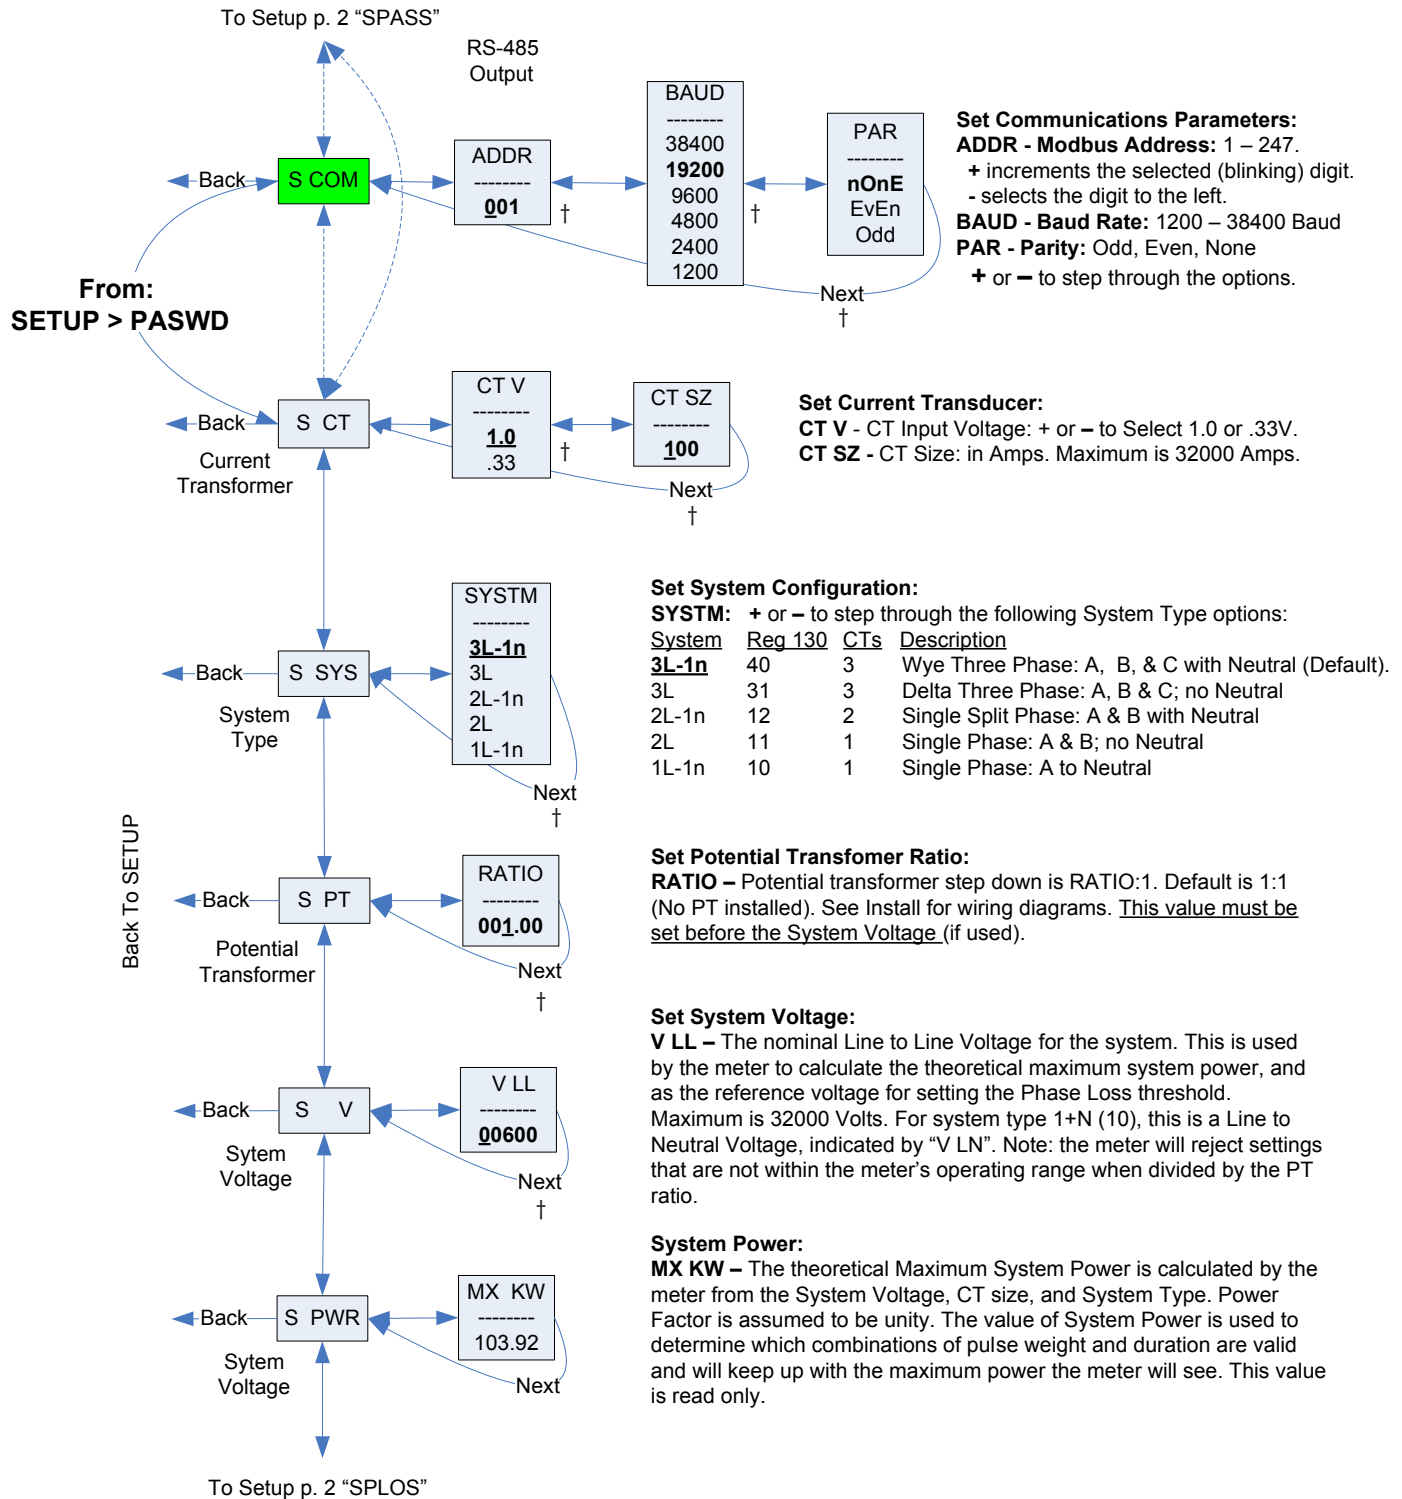 To Setup p. 2 “SPASS”
RS-485
Output
Back
S COM
ADDR
--------
001
†
BAUD
--------
38400
19200
9600
4800
2400
1200
†
PAR
--------
nOnE
EvEn
Odd
Next
†
Set Communications Parameters:
ADDR - Modbus Address: 1 – 247.
+ increments the selected (blinking) digit.
- selects the digit to the left.
BAUD - Baud Rate: 1200 – 38400 Baud
PAR - Parity: Odd, Even, None
+ or – to step through the options.
From:
SETUP > PASWD
Back
S CT
Current
Transformer
CT V
--------
1.0
.33
†
CT SZ
--------
100
Next
†
Set Current Transducer:
CT V - CT Input Voltage: + or – to Select 1.0 or .33V.
CT SZ - CT Size: in Amps. Maximum is 32000 Amps.
Back
S SYS
System
Type
SYSTM
--------
3L-1n
3L
2L-1n
2L
1L-1n
Next
†
Set System Configuration:
SYSTM: + or – to step through the following System Type options:
System Reg 130 CTs Description
3L-1n 40 3 Wye Three Phase: A, B, & C with Neutral (Default).
3L 31 3 Delta Three Phase: A, B & C; no Neutral
2L-1n 12 2 Single Split Phase: A & B with Neutral
2L 11 1 Single Phase: A & B; no Neutral
1L-1n 10 1 Single Phase: A to Neutral
Back To SETUP
Back
S PT
Potential
Transformer
RATIO
--------
001.00
Next
†
Set Potential Transfomer Ratio:
RATIO – Potential transformer step down is RATIO:1. Default is 1:1
(No PT installed). See Install for wiring diagrams. This value must be
set before the System Voltage (if used).
Back
S V
Sytem
Voltage
V LL
--------
00600
Next
†
Set System Voltage:
V LL – The nominal Line to Line Voltage for the system. This is used
by the meter to calculate the theoretical maximum system power, and
as the reference voltage for setting the Phase Loss threshold.
Maximum is 32000 Volts. For system type 1+N (10), this is a Line to
Neutral Voltage, indicated by “V LN”. Note: the meter will reject settings
that are not within the meter’s operating range when divided by the PT
ratio.
Back
S PWR
Sytem
Voltage
MX KW
--------
103.92
Next
System Power:
MX KW – The theoretical Maximum System Power is calculated by the
meter from the System Voltage, CT size, and System Type. Power
Factor is assumed to be unity. The value of System Power is used to
determine which combinations of pulse weight and duration are valid
and will keep up with the maximum power the meter will see. This value
is read only.
To Setup p. 2 “SPLOS”